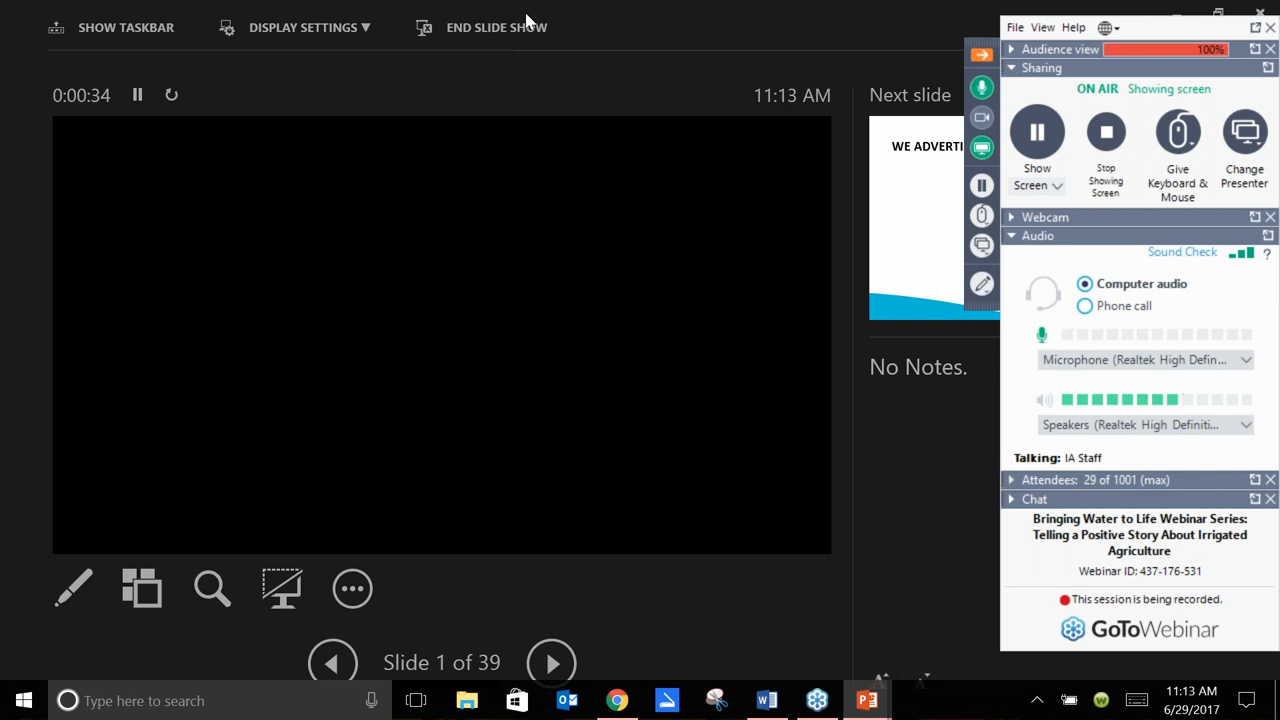 SHOW TASKBAR
DISPLAY SETTINGS ▼
END SLIDE SHOW
0:00:34
11:13 AM
Next slide
WE ADVERTI
No Notes.
Slide 1 of 39
File View Help
Audience view
100%
Sharing
ON AIR Showing screen
Show
Screen
Stop
Showing
Screen
Give
Keyboard &
Mouse
Change
Presenter
Webcam
Audio
Sound Check
?
Computer audio
Phone call
Microphone (Realtek High Defin...
Speakers (Realtek High Definiti...
Talking: IA Staff
Attendees: 29 of 1001 (max)
Chat
Bringing Water to Life Webinar Series:
Telling a Positive Story About Irrigated
Agriculture
Webinar ID: 437-176-531
This session is being recorded.
GoToWebinar
Type here to search
11:13 AM
6/29/2017